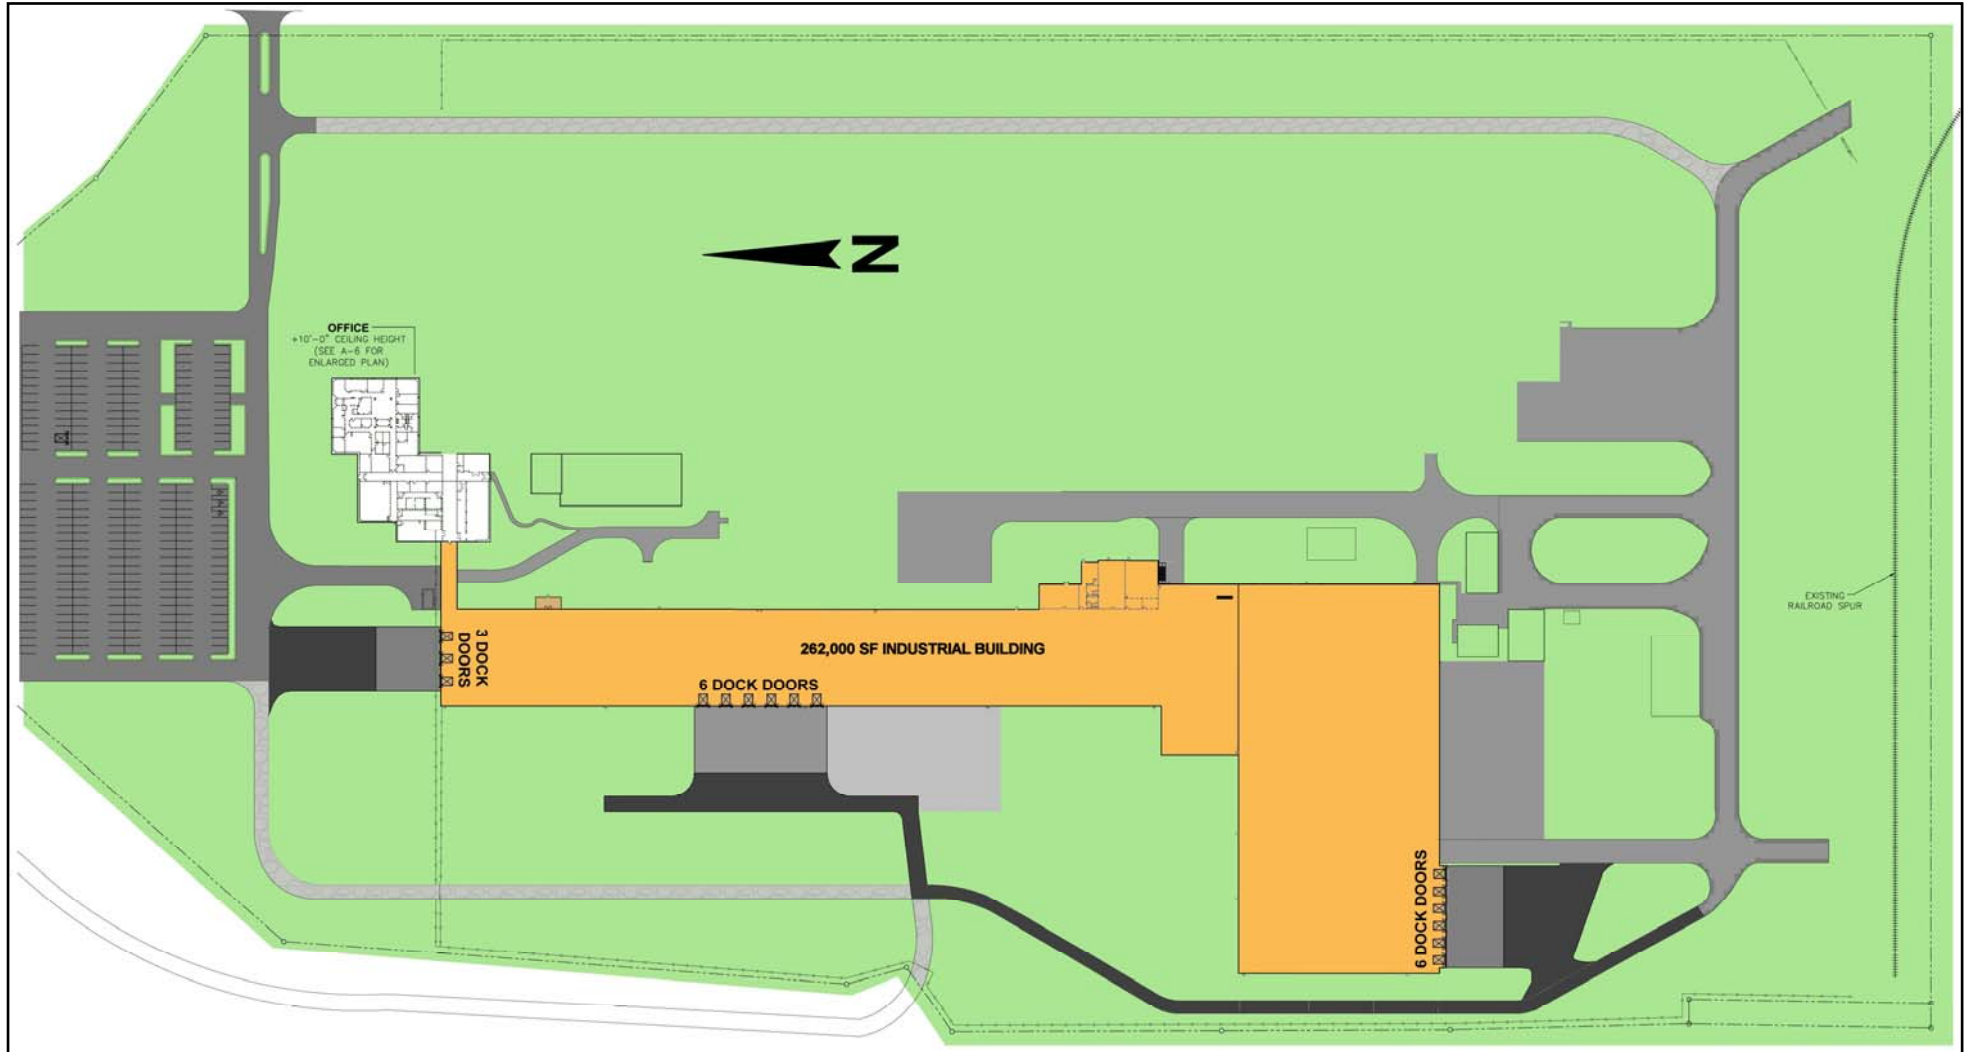 N
OFFICE
+10'-0" CEILING HEIGHT
(SEE A-6 FOR
ENLARGED PLAN)
EXISTING
RAILROAD SPUR
3 DOCK
DOORS
262,000 SF INDUSTRIAL BUILDING
6 DOCK DOORS
6 DOCK DOORS